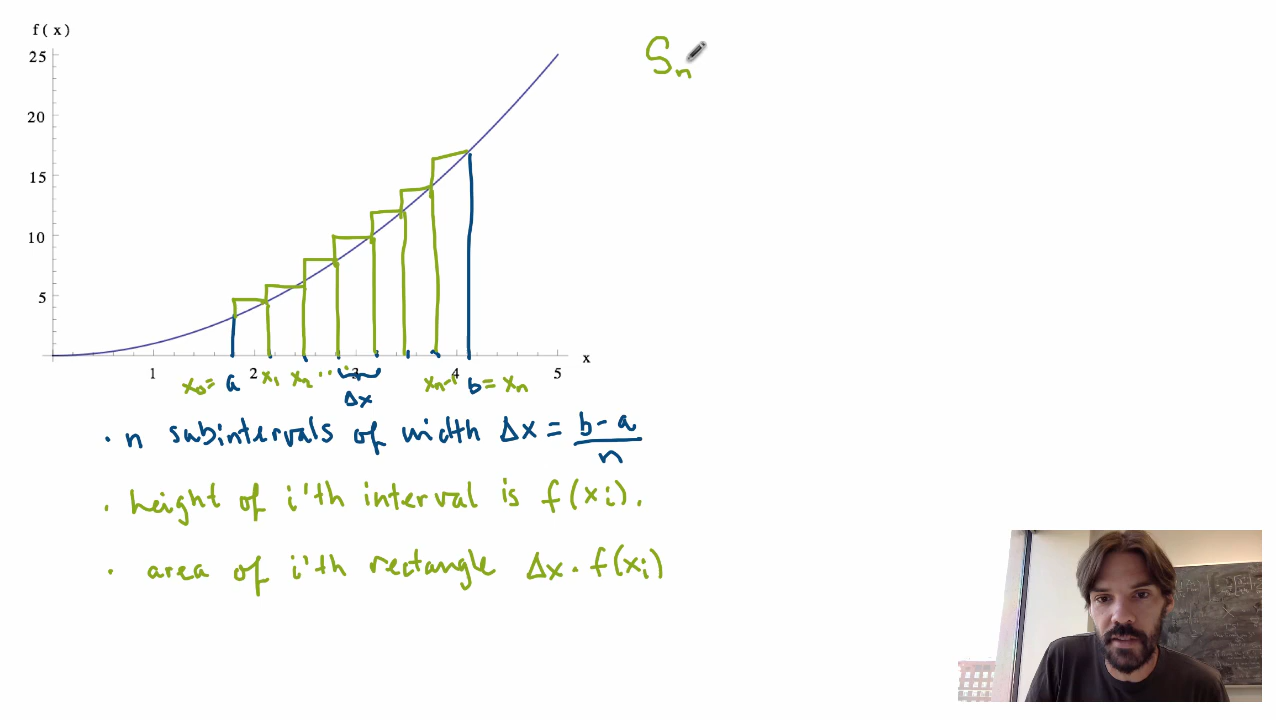 f(x)
25
20
15
10
5
1 2 3 4 5
x
x₀= a x₁ x₂ ... Δx xₙ₋₁ b = xₙ
· n subintervals of width Δx = b-a/n
· height of i'th interval is f(xi).
· area of i'th rectangle Δx · f(xi)
Sₙ